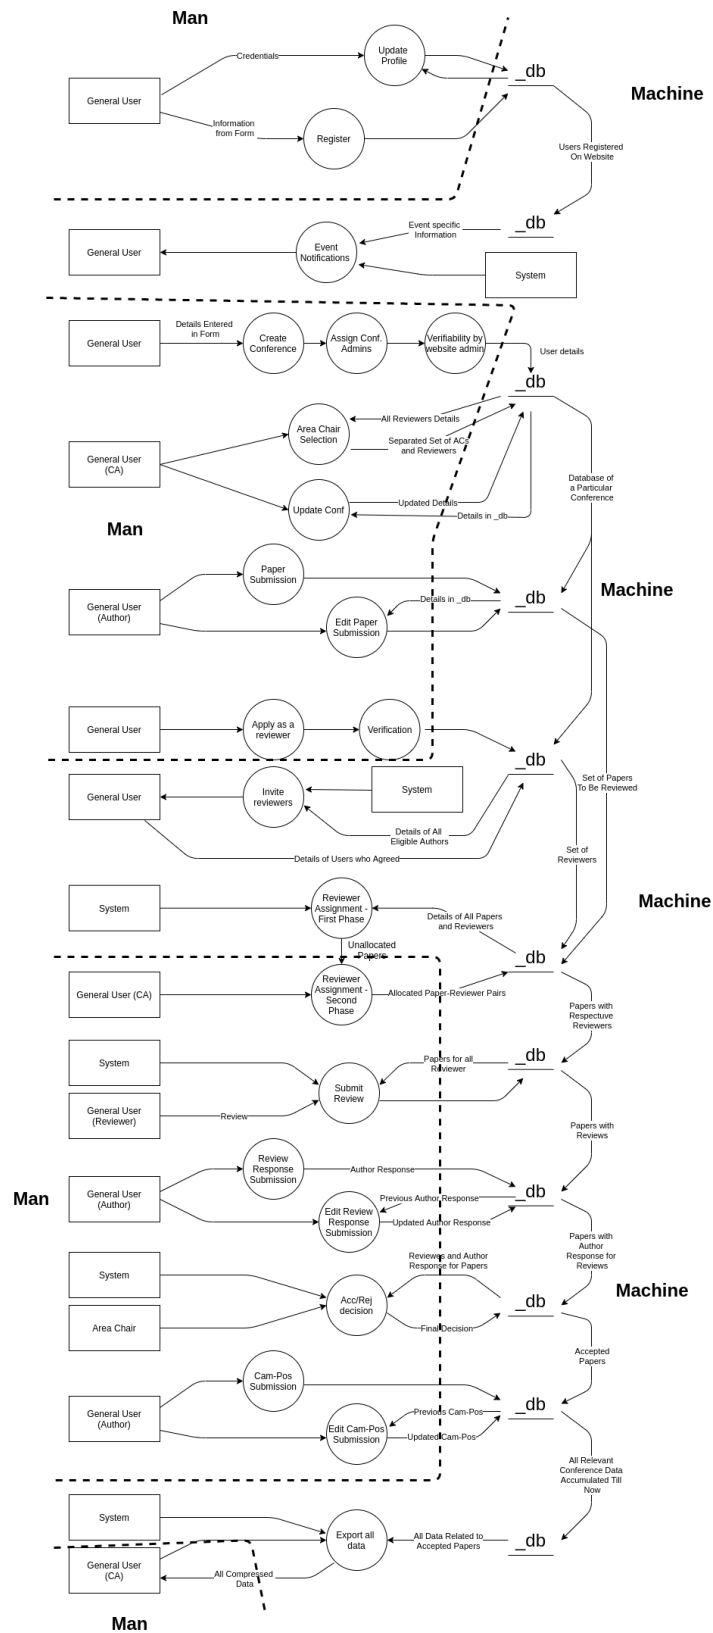 Man
Update
Profile
Credentials
_db
General User
Machine
Information
from Form
Register
Users Registered
On Website
_db
Event specific
Information
General User
Event
Notifications
System
Details Entered
in Form
General User
Create
Conference
Assign Conf.
Admins
Verifiability by
website admin
User details
_db
All Reviewers Details
Area Chair
Selection
Separated Set of ACs
and Reviewers
General User
(CA)
Database of
a Particular
Conference
Updated Details
Update Conf
Details in _db
Man
Paper
Submission
Machine
General User
(Author)
Details in _db
_db
Edit Paper
Submission
General User
Apply as a
reviewer
Verification
_db
Set of Papers
To Be Reviewed
General User
Invite
reviewers
System
Details of All
Eligible Authors
Details of Users who Agreed
Set of
Reviewers
System
Reviewer
Assignment -
First Phase
Details of All Papers
and Reviewers
Machine
Unallocated
Papers
_db
General User (CA)
Reviewer
Assignment -
Second
Phase
Allocated Paper-Reviewer Pairs
Papers with
Respectuve
Reviewers
System
Papers for all
Reviewer
_db
Submit
Review
General User
(Reviewer)
Review
Papers with
Reviews
Review
Response
Submission
Author Response
Man
General User
(Author)
Previous Author Response
_db
Edit Review
Response
Submission
Updated Author Response
Papers with
Author
Response for
Reviews
System
Reviewes and Author
Response for Papers
Machine
Acc/Rej
decision
_db
Area Chair
Final Decision
Accepted
Papers
Cam-Pos
Submission
General User
(Author)
Previous Cam-Pos
_db
Edit Cam-Pos
Submission
Updated Cam-Pos
All Relevant
Conference Data
Accumulated Till
Now
System
Export all
data
All Data Related to
Accepted Papers
_db
General User
(CA)
All Compressed
Data
Man